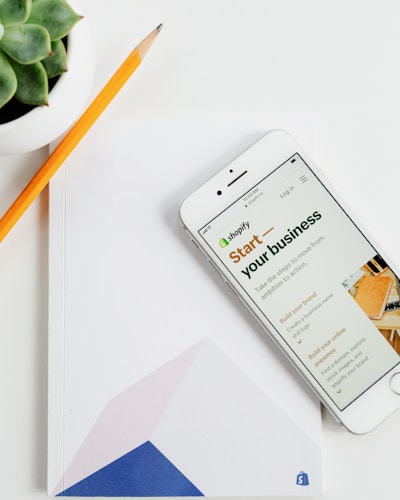 Log in
shopify
Start —
your business
Take the steps to move from
ambition to action
Build your brand
Create a business name
and logo
Build your online
presence
Find a domain, explore
stock images, and
amplify your brand